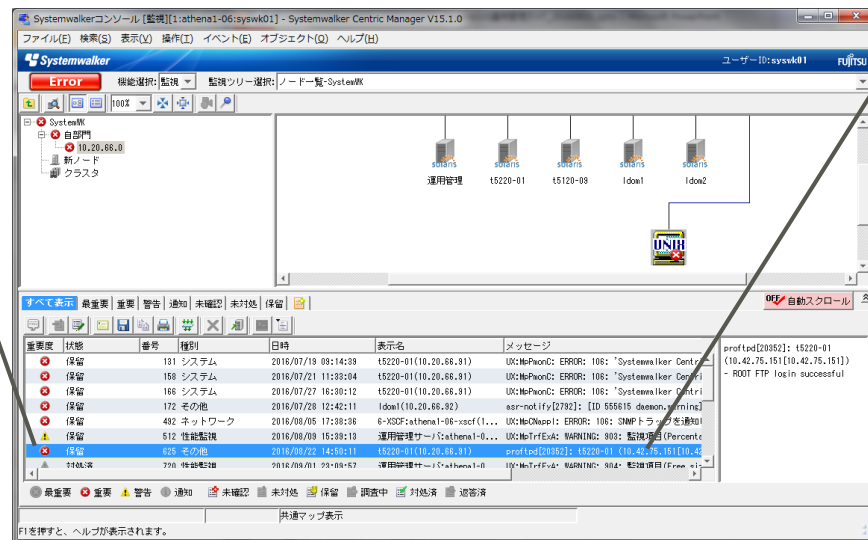 Systemwalkerコンソール [監視][1:athena1-06:syswk01] - Systemwalker Centric Manager V15.1.0
ファイル(F) 検索(S) 表示(V) 操作(T) イベント(E) オブジェクト(O) ヘルプ(H)
Systemwalker ユーザーID:syswk01 FUJITSU
Error 機能選択: 監視 監視ツリー選択: ノード一覧-SystemWK
100%
SystemWK
自部門
10.20.66.0
新ノード
クラスタ
solaris solaris solaris solaris solaris
運用管理 t5220-01 t5120-09 ldom1 ldom2
UNIX
すべて表示 最重要 重要 警告 通知 未確認 未対処 保留 OFF 自動スクロール
重要度 状態 番号 種別 日時 表示名 メッセージ
保留 131 システム 2016/07/19 09:14:39 t5220-01(10.20.66.91) UX:MpPmonC: ERROR: 106: 'Systemwalker Centr
保留 158 システム 2016/07/21 11:33:04 t5220-01(10.20.66.91) UX:MpPmonC: ERROR: 106: 'Systemwalker Centri
保留 166 システム 2016/07/27 16:30:12 t5220-01(10.20.66.91) UX:MpPmonC: ERROR: 106: 'Systemwalker Centri
保留 172 その他 2016/07/28 12:42:11 ldom1(10.20.66.92) asr-notify[2792]: [ID 555615 daemon.warning]
保留 492 ネットワーク 2016/08/05 17:38:36 6-XSCF:athena1-06-xscf(1... UX:MpCNappl: ERROR: 106: SNMPトラップを通知
保留 512 性能監視 2016/08/09 15:39:13 運用管理サーバ:athena1-0... UX:MpTrfExA: WARNING: 903: 監視項目(Percente
保留 625 その他 2016/08/22 14:50:11 t5220-01(10.20.66.91) proftpd[20352]: t5220-01 (10.42.75.151[10.42
対処済 720 性能監視 2016/09/01 23:09:57 運用管理サーバ:athena1-0 UX:MpTrfExA: WARNING: 904: 監視項目(Free siz
proftpd[20352]: t5220-01
(10.42.75.151[10.42.75.151])
- ROOT FTP login successful
最重要 重要 警告 通知 未確認 未対処 保留 調査中 対処済 返答済
共通マップ表示
F1を押すと、ヘルプが表示されます。